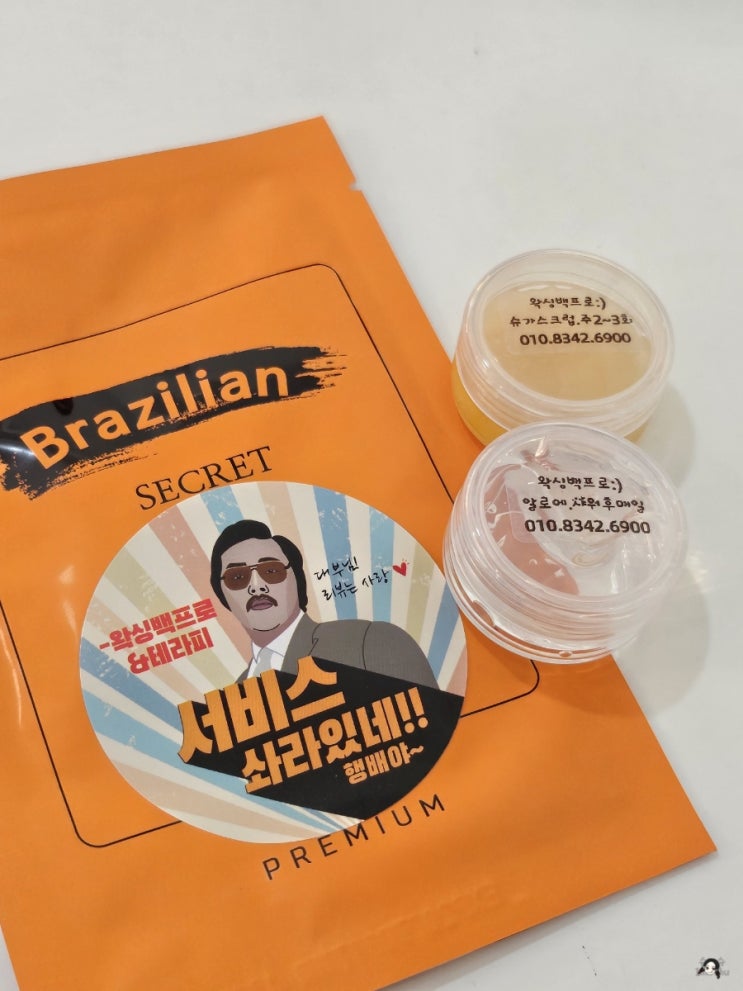 Brazilian
SECRET
대부님!
리뷰는 사랑
-왁싱백프로
&테라피
서비스
솨라있네!!
행배야~
PREMIUM
왁싱백프로:)
슈가스크럽.주2~3회
010.8342.6900
왁싱백프로:)
알로에.샤워후매일
010.8342.6900